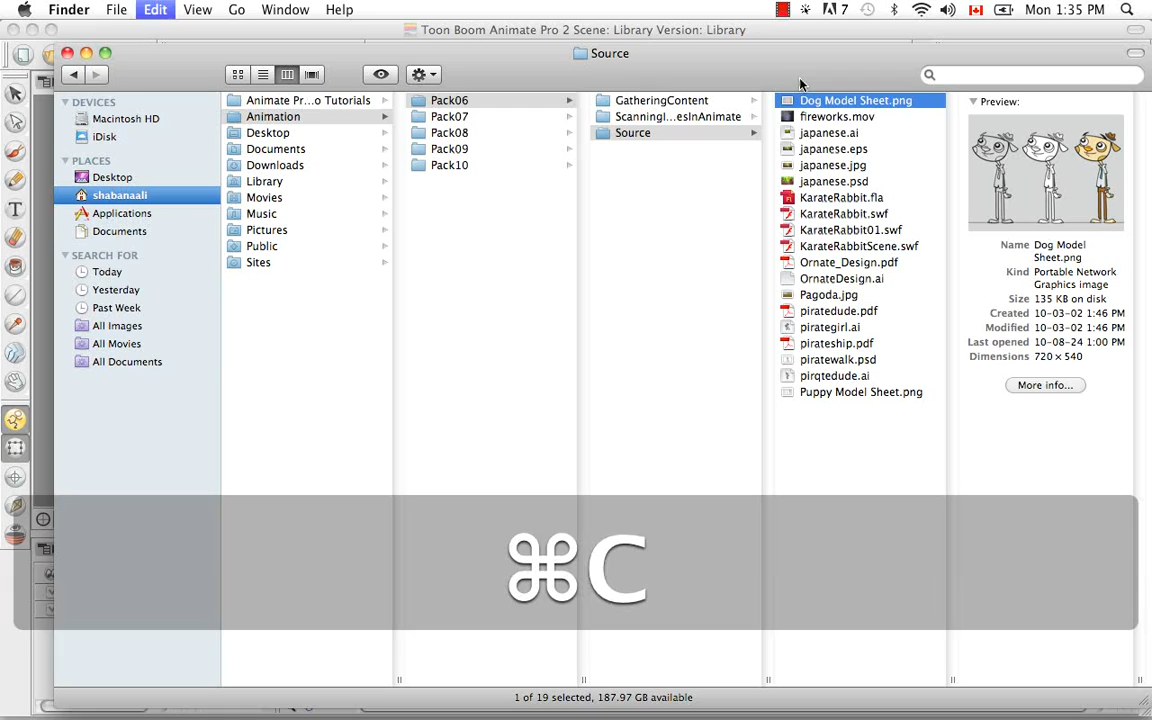 Finder File Edit View Go Window Help 7 Mon 1:35 PM
Toon Boom Animate Pro 2 Scene: Library Version: Library
Source
DEVICES
Macintosh HD
iDisk
PLACES
Desktop
shabanaali
Applications
Documents
SEARCH FOR
Today
Yesterday
Past Week
All Images
All Movies
All Documents
Animate Pr...o Tutorials
Animation
Desktop
Documents
Downloads
Library
Movies
Music
Pictures
Public
Sites
Pack06
Pack07
Pack08
Pack09
Pack10
GatheringContent
ScanningI...esInAnimate
Source
Dog Model Sheet.png
fireworks.mov
japanese.ai
japanese.eps
japanese.jpg
japanese.psd
KarateRabbit.fla
KarateRabbit.swf
KarateRabbit01.swf
KarateRabbitScene.swf
Ornate_Design.pdf
OrnateDesign.ai
Pagoda.jpg
piratedude.pdf
pirategirl.ai
pirateship.pdf
piratewalk.psd
pirqtedude.ai
Puppy Model Sheet.png
Preview:
Name Dog Model
Sheet.png
Kind Portable Network
Graphics image
Size 135 KB on disk
Created 10-03-02 1:46 PM
Modified 10-03-02 1:46 PM
Last opened 10-08-24 1:00 PM
Dimensions 720 × 540
More info...
⌘C
1 of 19 selected, 187.97 GB available